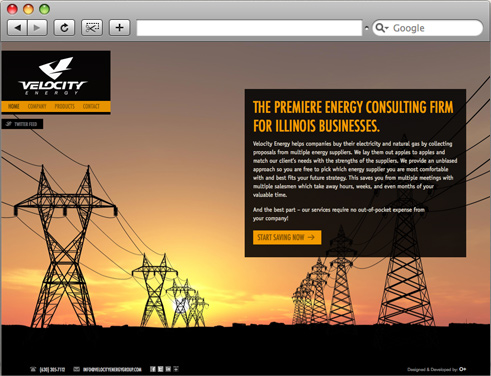 Google
VELOCITY
ENERGY
HOME COMPANY PRODUCTS CONTACT
TWITTER FEED
THE PREMIERE ENERGY CONSULTING FIRM
FOR ILLINOIS BUSINESSES.
Velocity Energy helps companies buy their electricity and natural gas by collecting
proposals from multiple energy suppliers. We lay them out apples to apples and
match our client's needs with the strengths of the suppliers. We provide an unbiased
approach so you are free to pick which energy supplier you are most comfortable
with and best fits your future strategy. This saves you from multiple meetings with
multiple salesmen which take away hours, weeks, and even months of your
valuable time.
And the best part – our services require no out-of-pocket expense from
your company!
START SAVING NOW
(630) 305-7112 INFO@VELOCITYENERGYGROUP.COM
Designed & Developed by O+